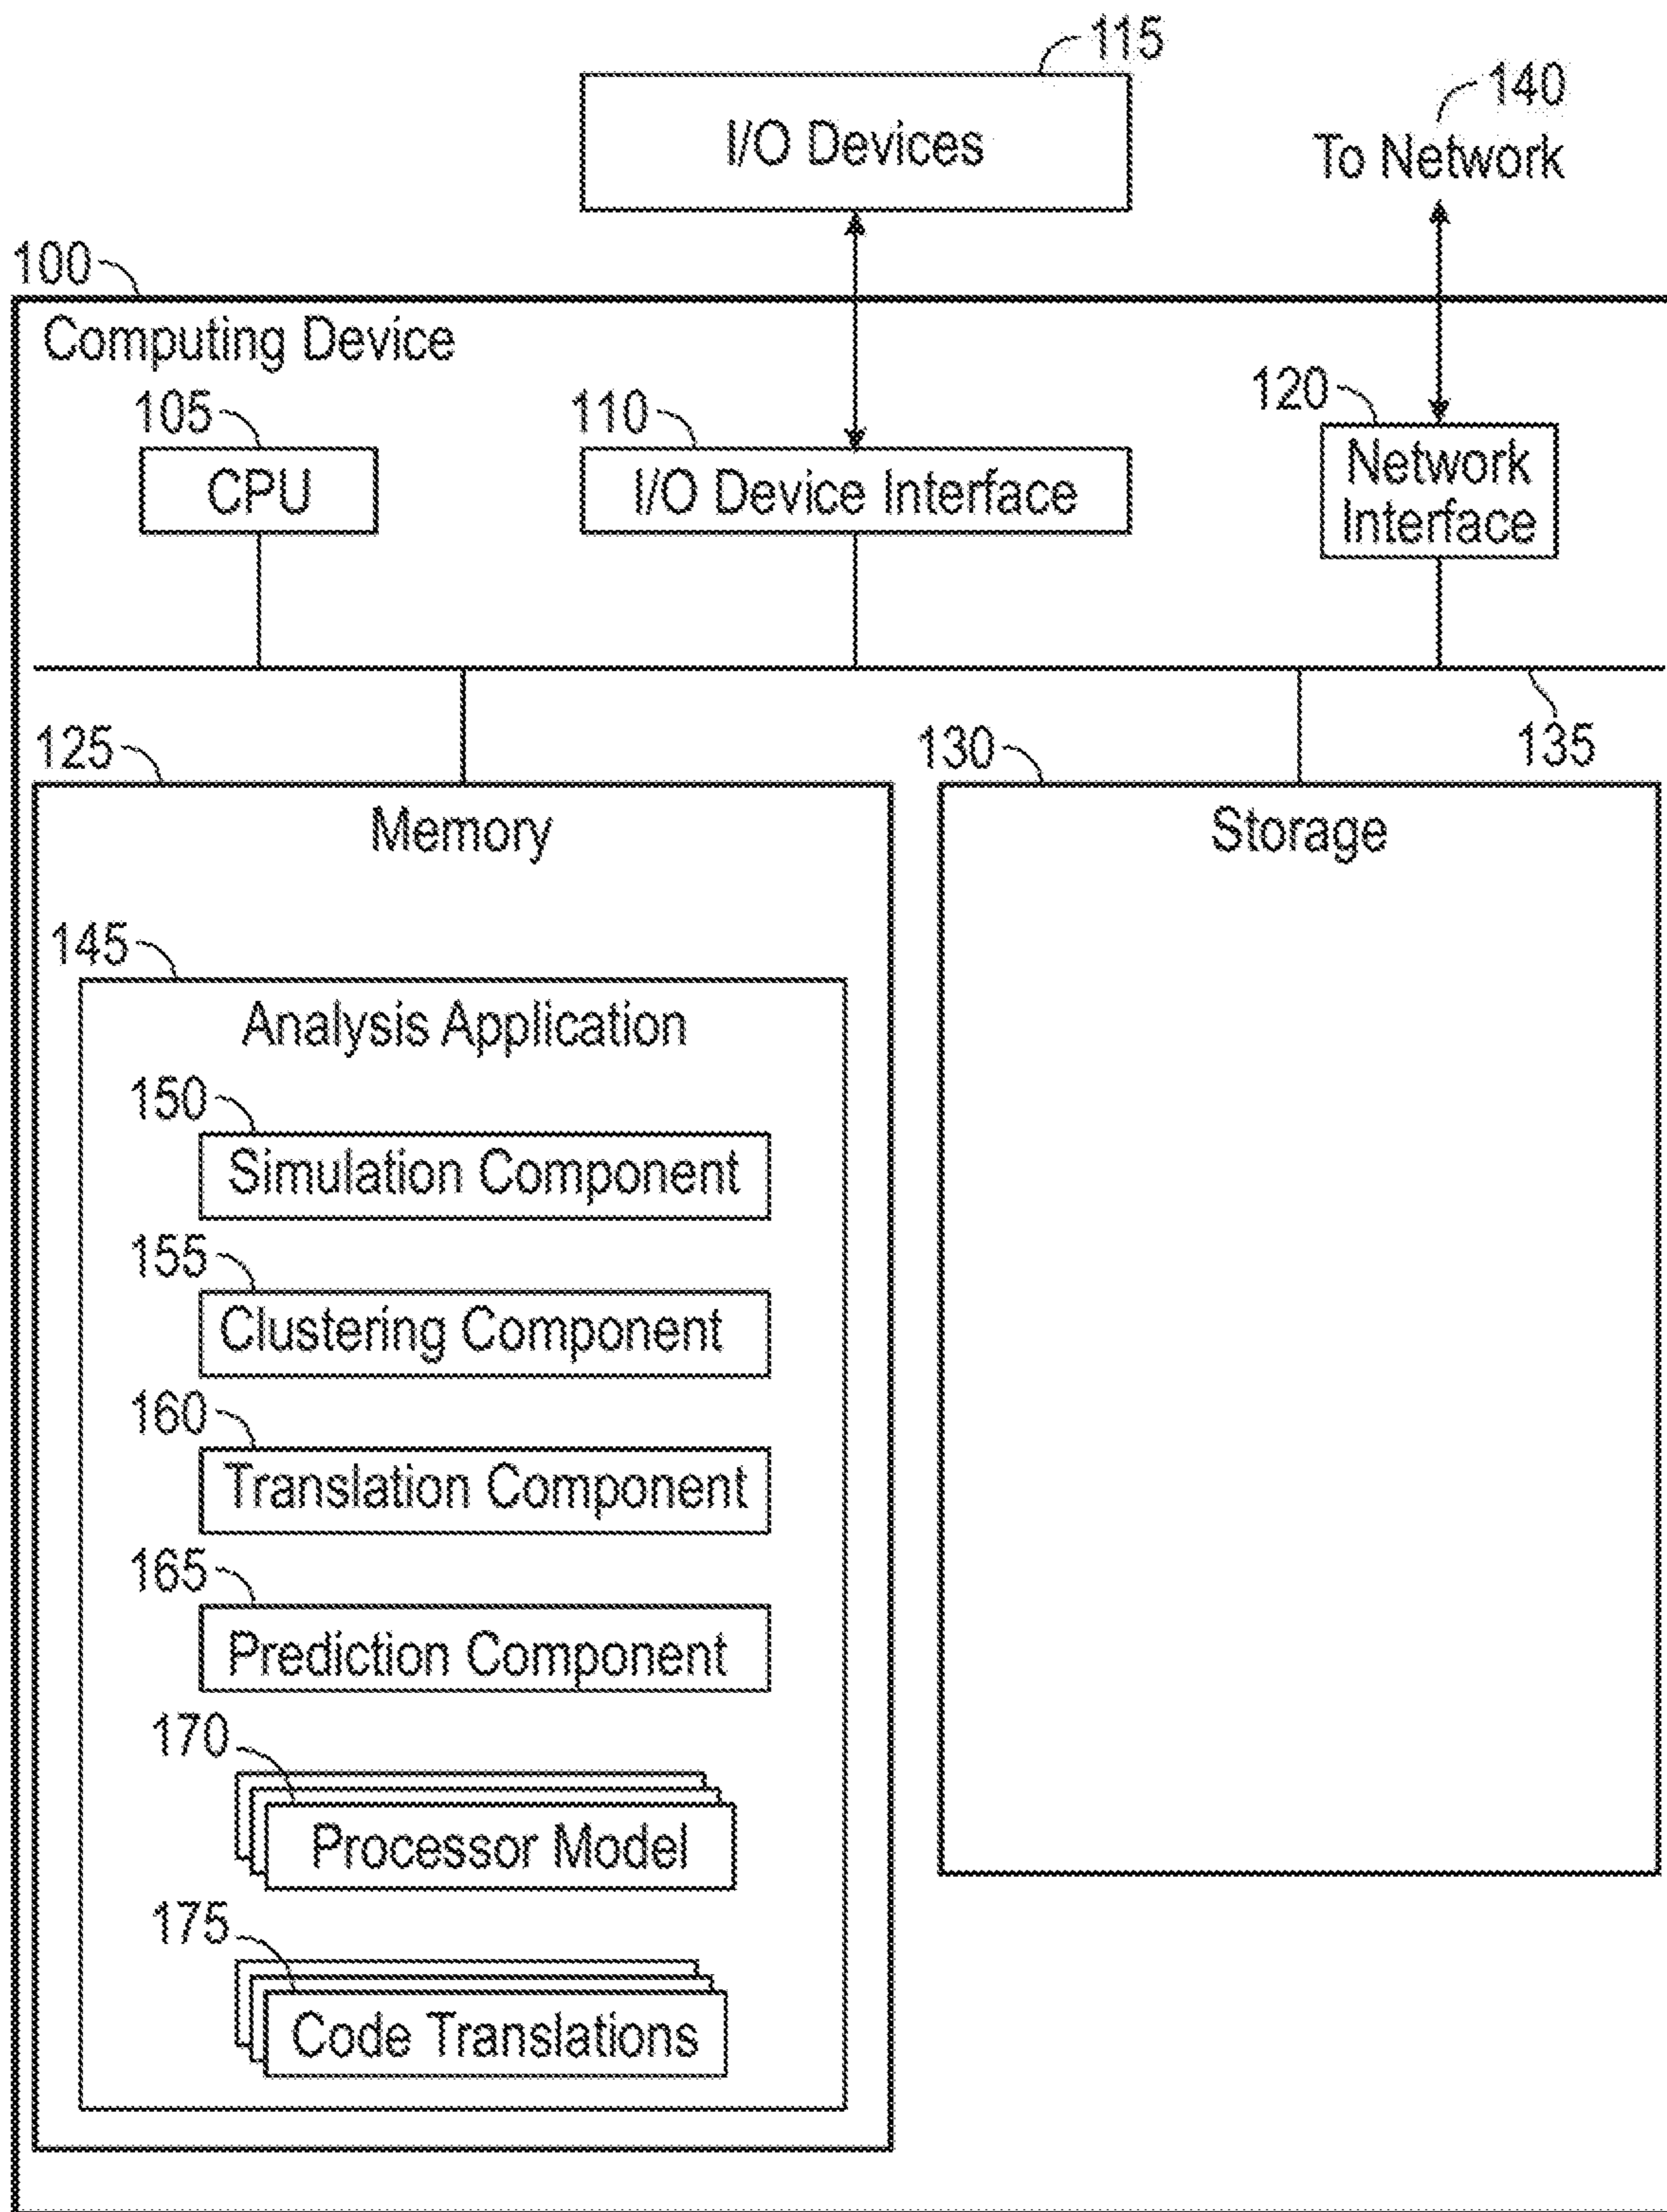 115
I/O Devices
140
To Network
100
Computing Device
105
CPU
110
I/O Device Interface
120
Network
Interface
135
125
Memory
130
Storage
145
Analysis Application
150
Simulation Component
155
Clustering Component
160
Translation Component
165
Prediction Component
170
Processor Model
175
Code Translations